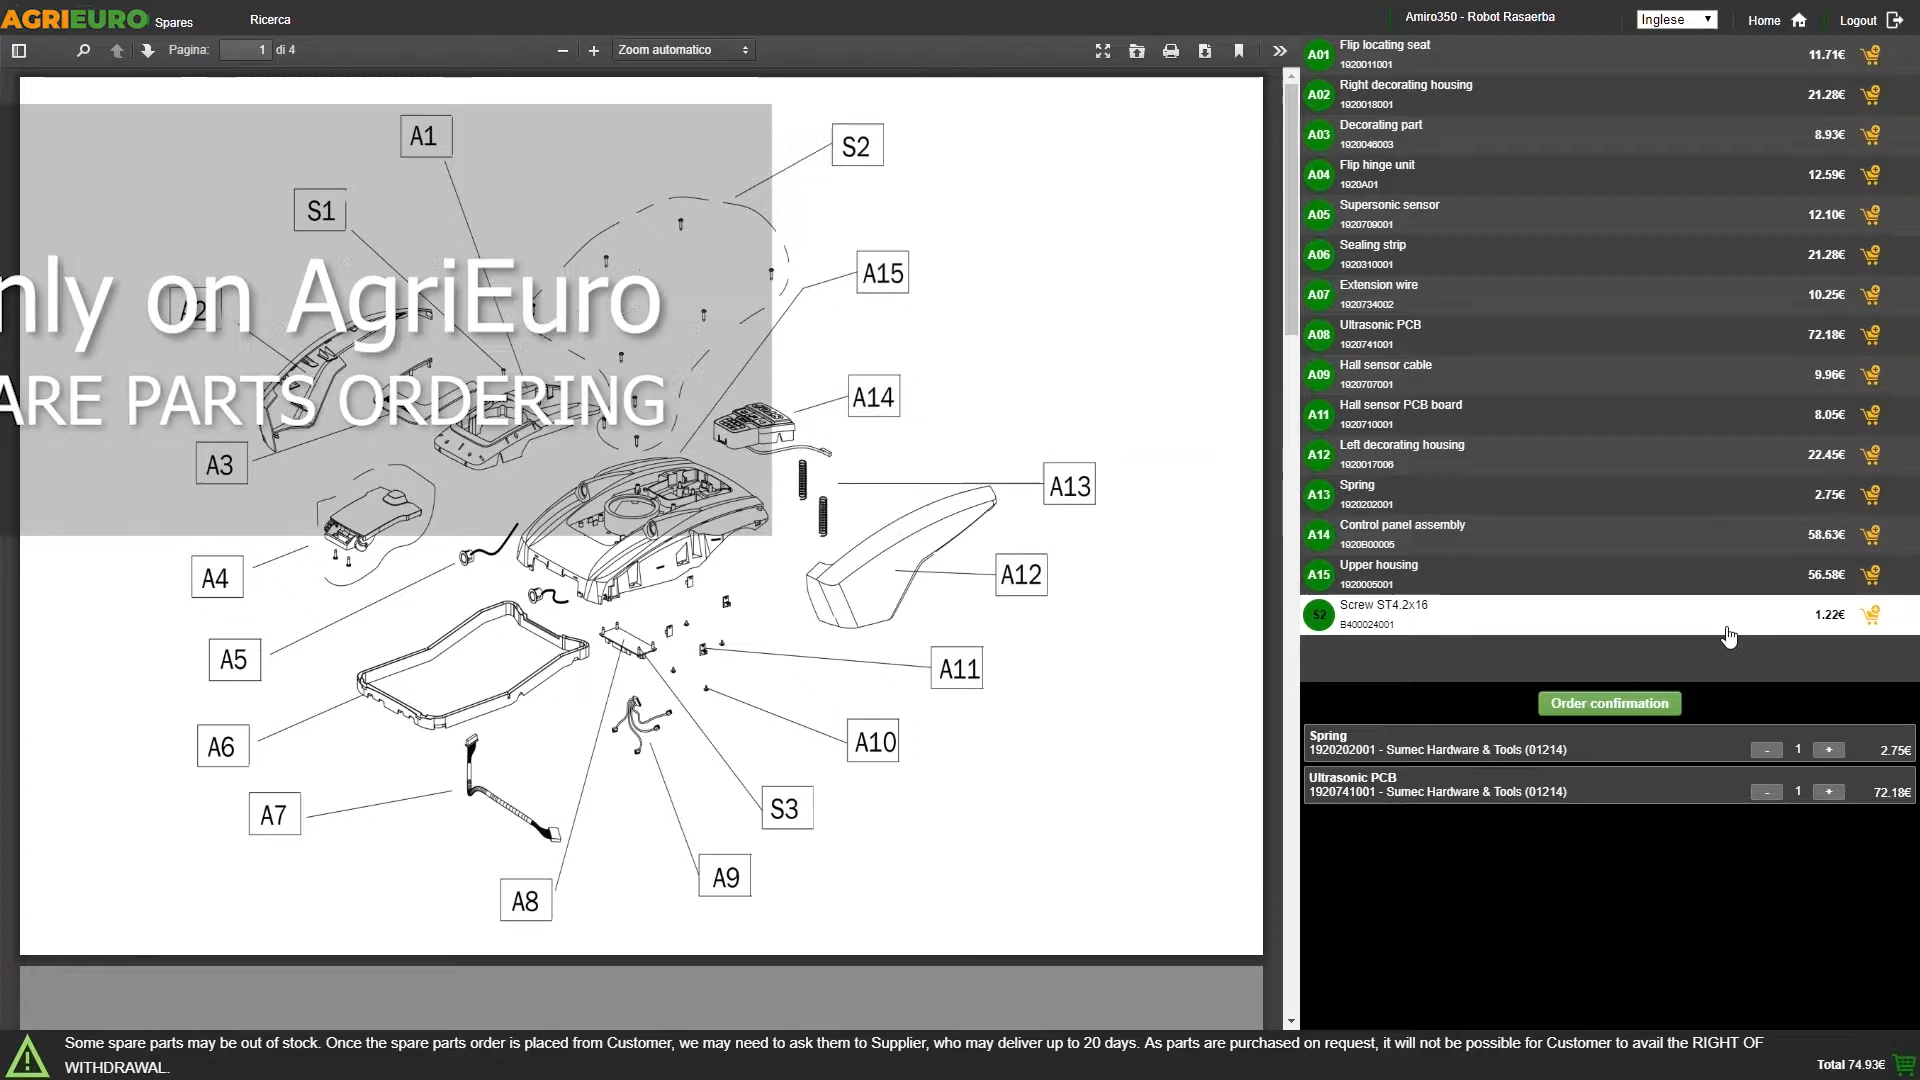 AGRIEURO Spares
Ricerca
Amiro350 - Robot Rasaerba
Inglese
Home
Logout
Pagina: 1 di 4
Zoom automatico
A1
S2
S1
A15
A2
nly on AgriEuro
ARE PARTS ORDERING
A14
A3
A13
A4
A12
A5
A11
A6
A10
A7
S3
A9
A8
A01 Flip locating seat 11.71€
1920011001
A02 Right decorating housing 21.28€
1920018001
A03 Decorating part 8.93€
1920046003
A04 Flip hinge unit 12.59€
1920A01
A05 Supersonic sensor 12.10€
1920709001
A06 Sealing strip 21.28€
1920310001
A07 Extension wire 10.25€
1920734002
A08 Ultrasonic PCB 72.18€
1920741001
A09 Hall sensor cable 9.96€
1920707001
A11 Hall sensor PCB board 8.05€
1920710001
A12 Left decorating housing 22.45€
1920017006
A13 Spring 2.75€
1920202001
A14 Control panel assembly 58.63€
1920B00005
A15 Upper housing 56.58€
1920005001
S2 Screw ST4.2x16 1.22€
B400024001
Order confirmation
Spring
1920202001 - Sumec Hardware & Tools (01214) - 1 + 2.75€
Ultrasonic PCB
1920741001 - Sumec Hardware & Tools (01214) - 1 + 72.18€
Some spare parts may be out of stock. Once the spare parts order is placed from Customer, we may need to ask them to Supplier, who may deliver up to 20 days. As parts are purchased on request, it will not be possible for Customer to avail the RIGHT OF
WITHDRAWAL.
Total 74.93€